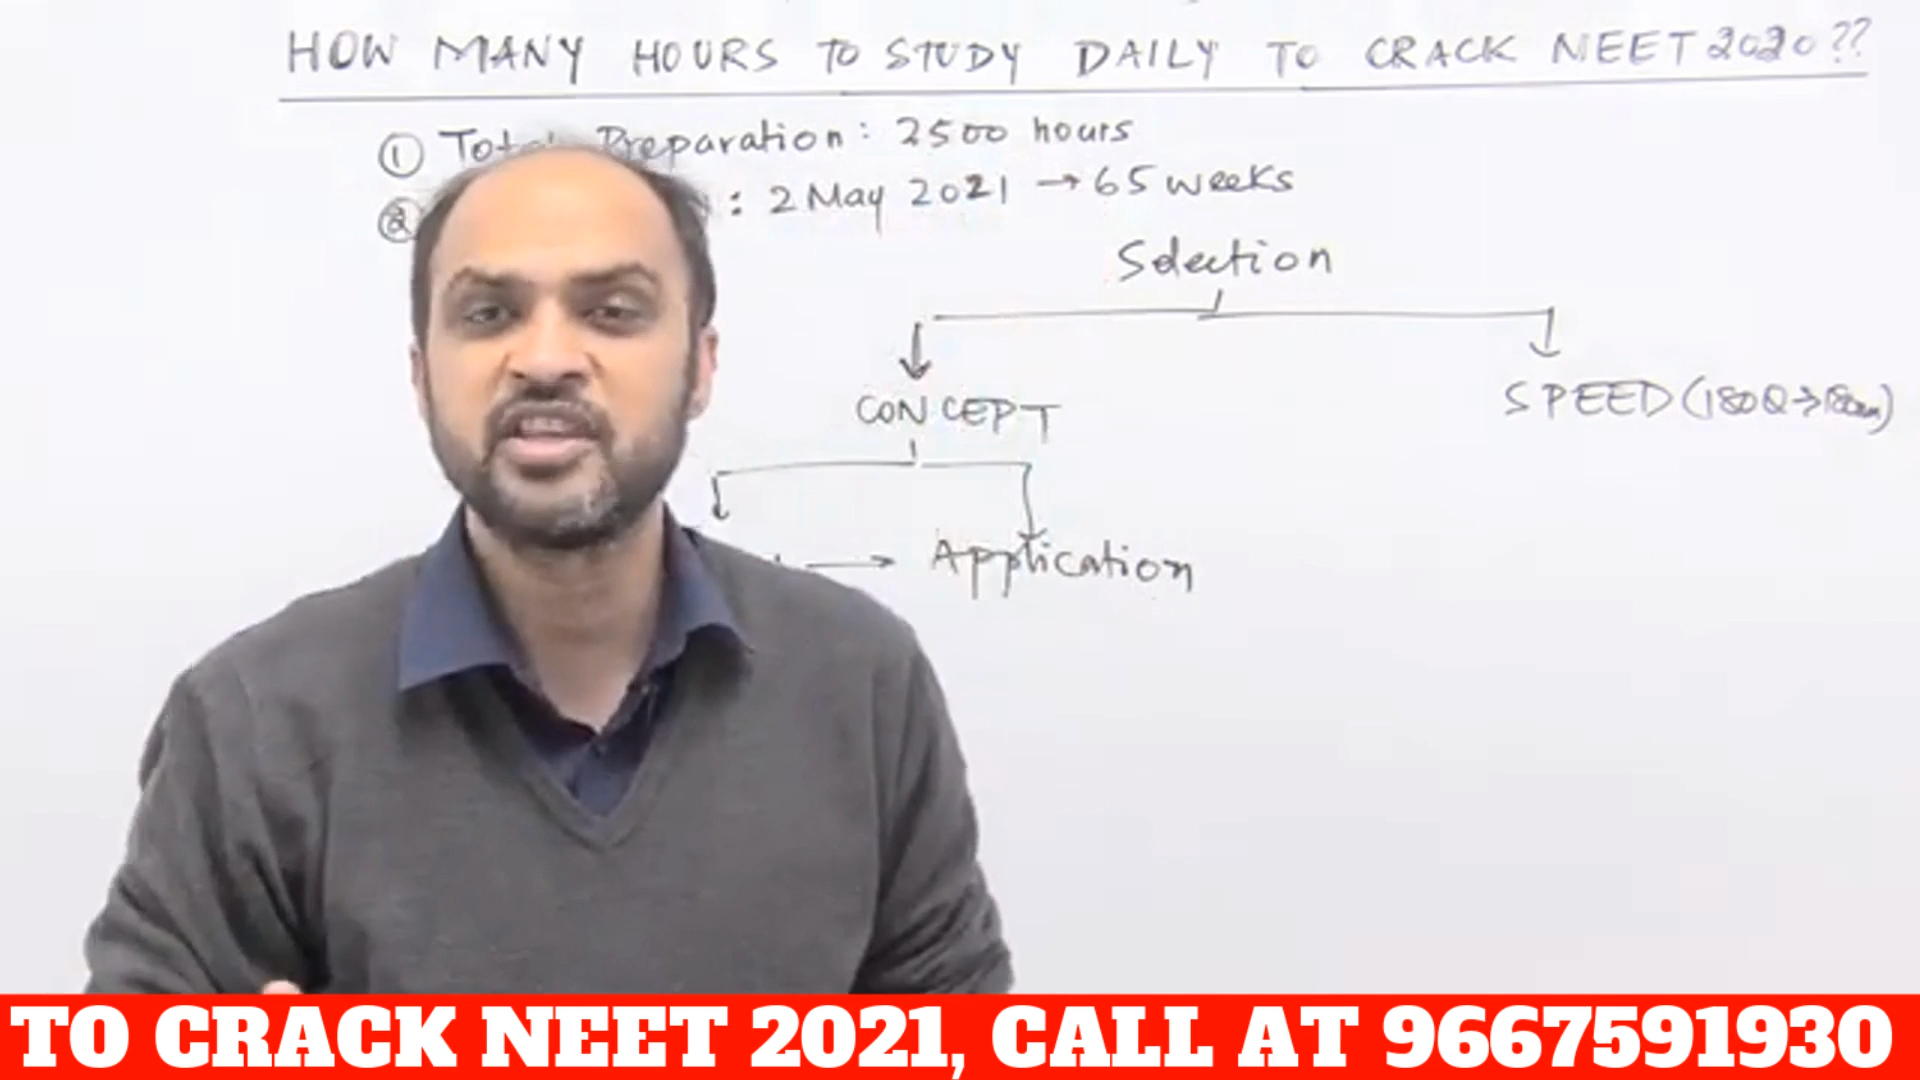 HOW MANY HOURS TO STUDY DAILY TO CRACK NEET 2020??
① Preparation: 2500 hours
② : 2 May 2021 → 65 weeks
Selection
CONCEPT
SPEED (180Q→
→ Application
TO CRACK NEET 2021, CALL AT 9667591930